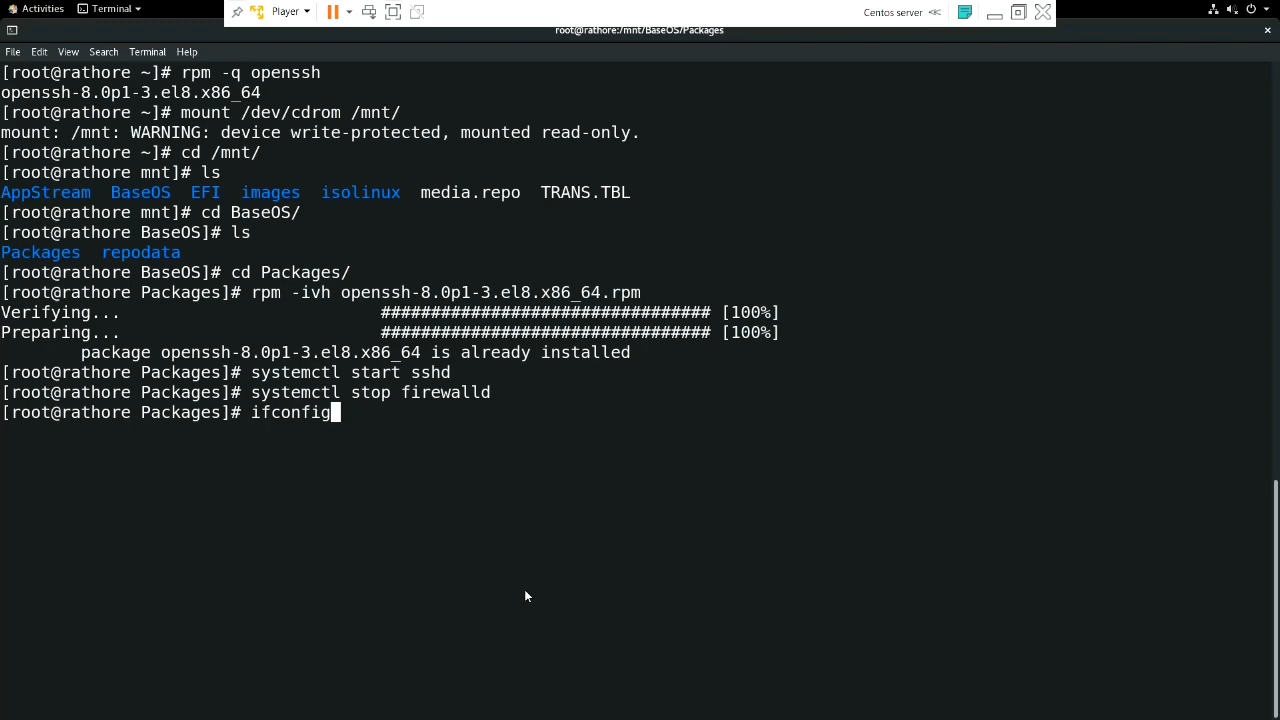 Activities Terminal Player Centos server
root@rathore:/mnt/BaseOS/Packages
File Edit View Search Terminal Help
[root@rathore ~]# rpm -q openssh
openssh-8.0p1-3.el8.x86_64
[root@rathore ~]# mount /dev/cdrom /mnt/
mount: /mnt: WARNING: device write-protected, mounted read-only.
[root@rathore ~]# cd /mnt/
[root@rathore mnt]# ls
AppStream BaseOS EFI images isolinux media.repo TRANS.TBL
[root@rathore mnt]# cd BaseOS/
[root@rathore BaseOS]# ls
Packages repodata
[root@rathore BaseOS]# cd Packages/
[root@rathore Packages]# rpm -ivh openssh-8.0p1-3.el8.x86_64.rpm
Verifying... ################################# [100%]
Preparing... ################################# [100%]
package openssh-8.0p1-3.el8.x86_64 is already installed
[root@rathore Packages]# systemctl start sshd
[root@rathore Packages]# systemctl stop firewalld
[root@rathore Packages]# ifconfig